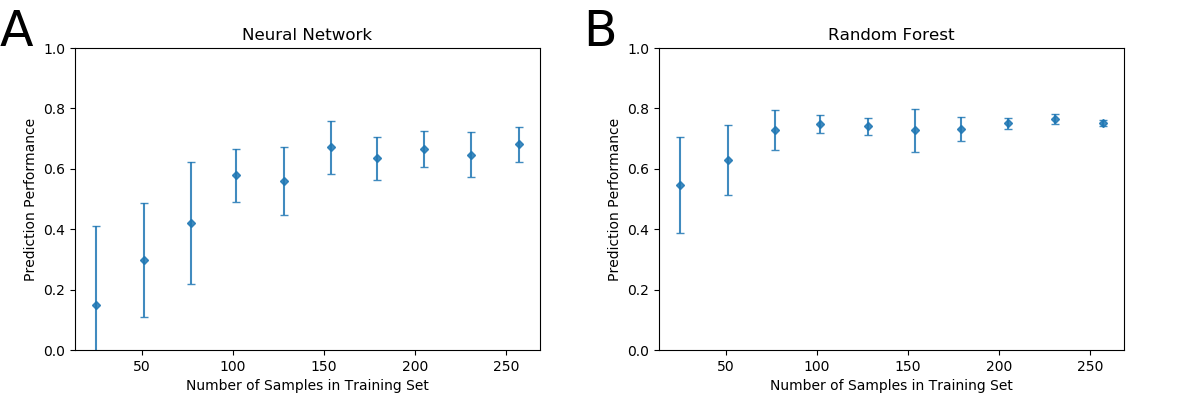 A
Neural Network
1.0
0.8
0.6
0.4
0.2
0.0
Prediction Performance
50
100
150
200
250
Number of Samples in Training Set
B
Random Forest
1.0
0.8
0.6
0.4
0.2
0.0
Prediction Performance
50
100
150
200
250
Number of Samples in Training Set